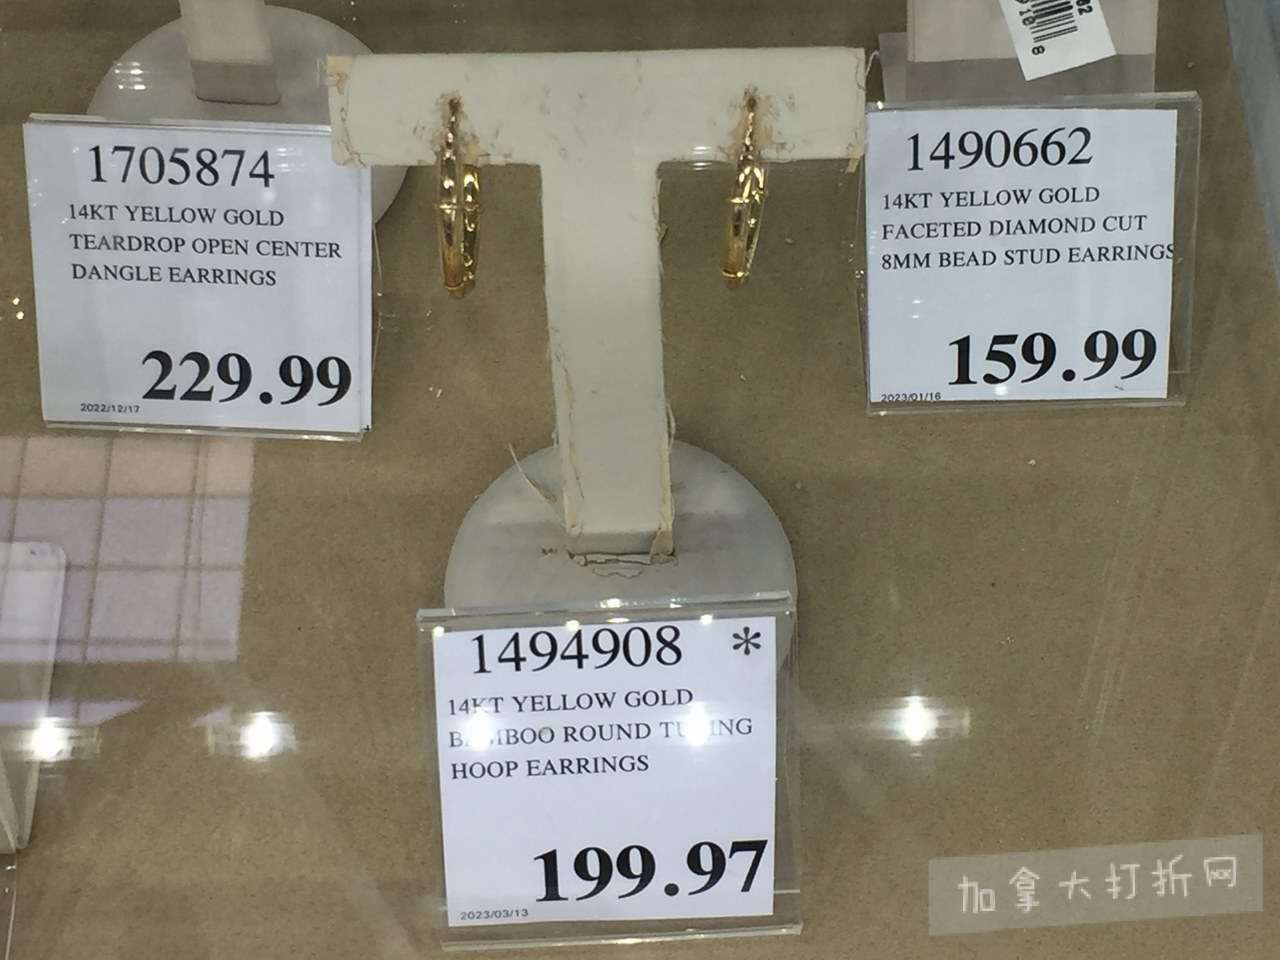 1705874
14KT YELLOW GOLD
TEARDROP OPEN CENTER
DANGLE EARRINGS
229.99
2022/12/17
1490662
14KT YELLOW GOLD
FACETED DIAMOND CUT
8MM BEAD STUD EARRINGS
159.99
2023/01/16
1494908 *
14KT YELLOW GOLD
BAMBOO ROUND TUBING
HOOP EARRINGS
199.97
2023/03/13
加拿大打折网